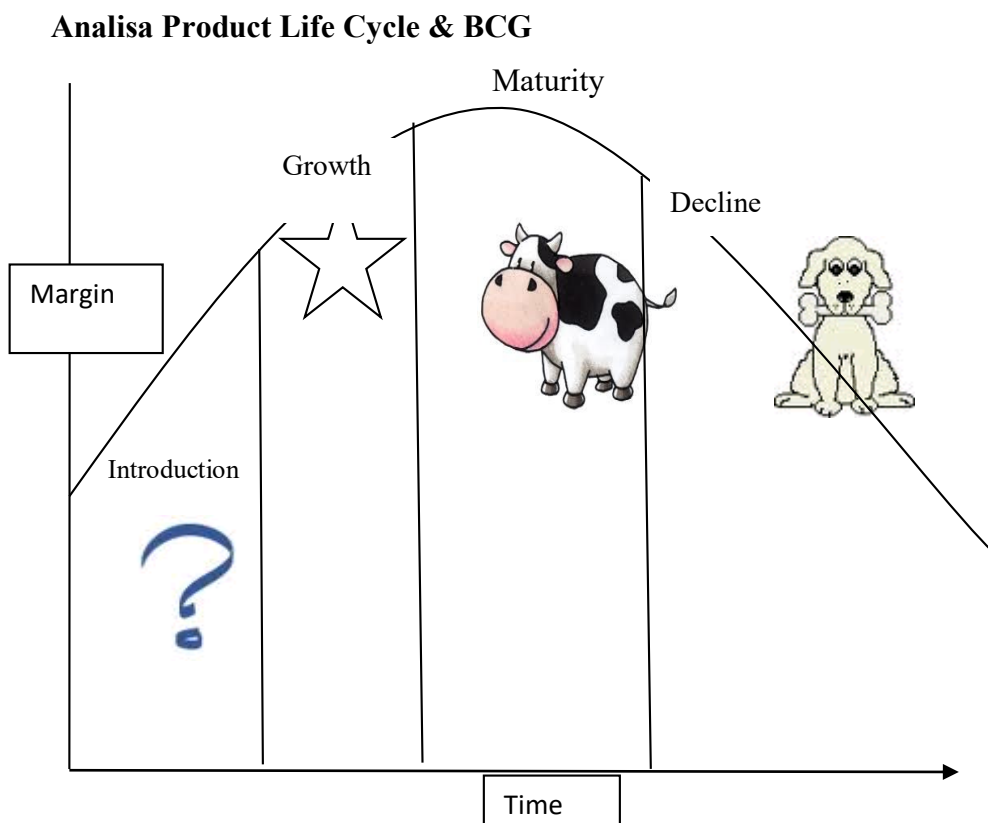 Analisa Product Life Cycle & BCG
Maturity
Growth
Decline
Margin
Introduction
?
Time